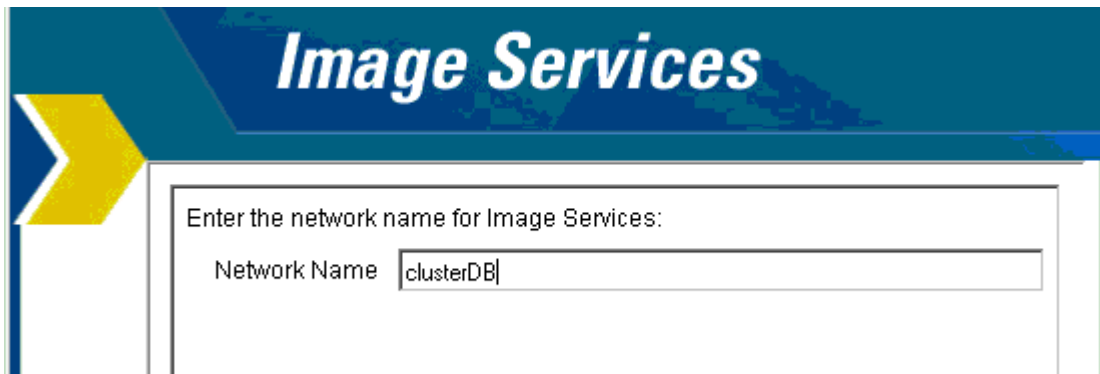 Image Services
Enter the network name for Image Services:
Network Name clusterDB